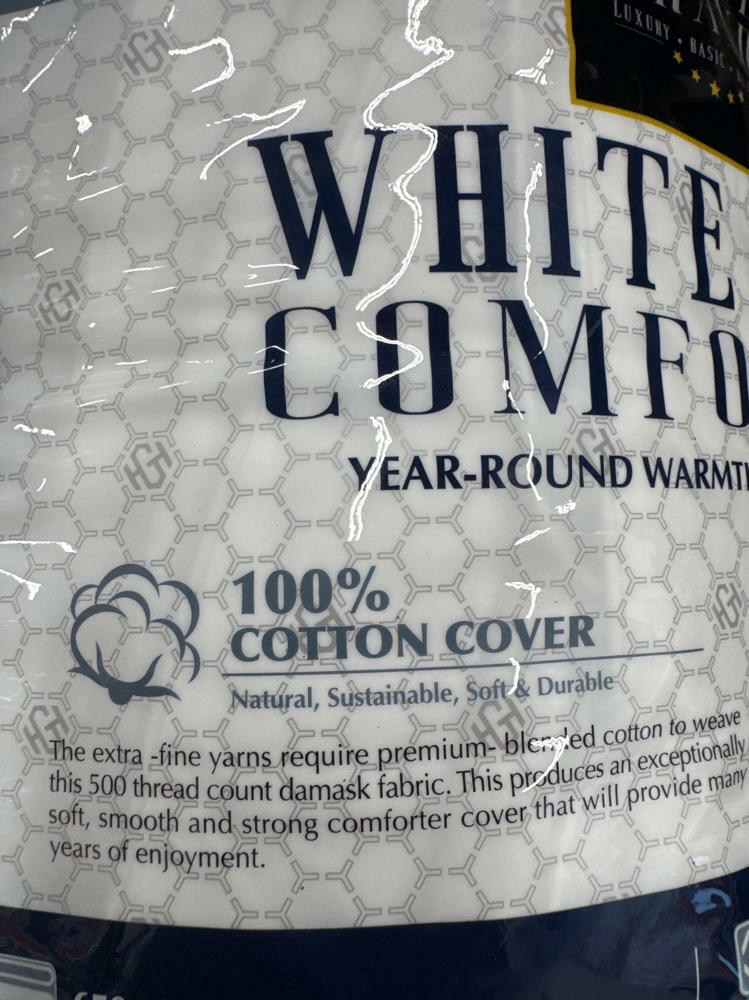 LUXURY • BASIC
WHITE
COMFO
YEAR-ROUND WARMT
100%
COTTON COVER
Natural, Sustainable, Soft & Durable
The extra -fine yarns require premium- blended cotton to weave
this 500 thread count damask fabric. This produces an exceptionally
soft, smooth and strong comforter cover that will provide many
years of enjoyment.